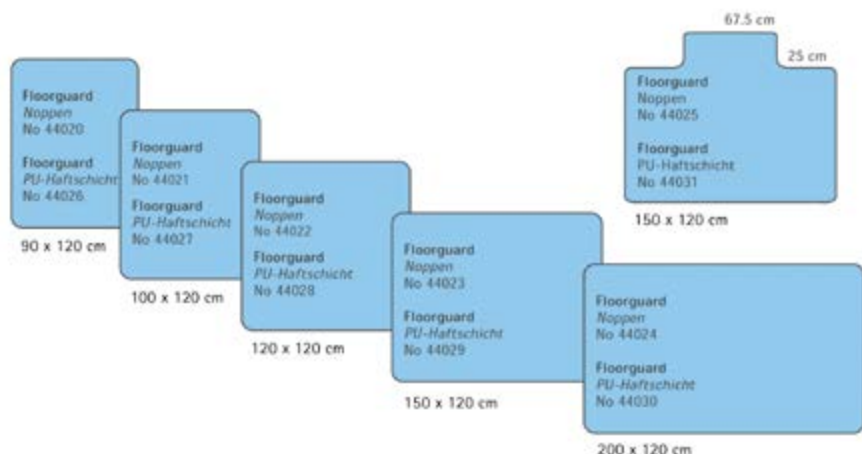 Floorguard
Noppen
No 44020
Floorguard
PU-Haftschicht
No 44026
90 x 120 cm
Floorguard
Noppen
No 44021
Floorguard
PU-Haftschicht
No 44027
100 x 120 cm
Floorguard
Noppen
No 44022
Floorguard
PU-Haftschicht
No 44028
120 x 120 cm
Floorguard
Noppen
No 44023
Floorguard
PU-Haftschicht
No 44029
150 x 120 cm
Floorguard
Noppen
No 44024
Floorguard
PU-Haftschicht
No 44030
200 x 120 cm
67.5 cm
25 cm
Floorguard
Noppen
No 44025
Floorguard
PU-Haftschicht
No 44031
150 x 120 cm